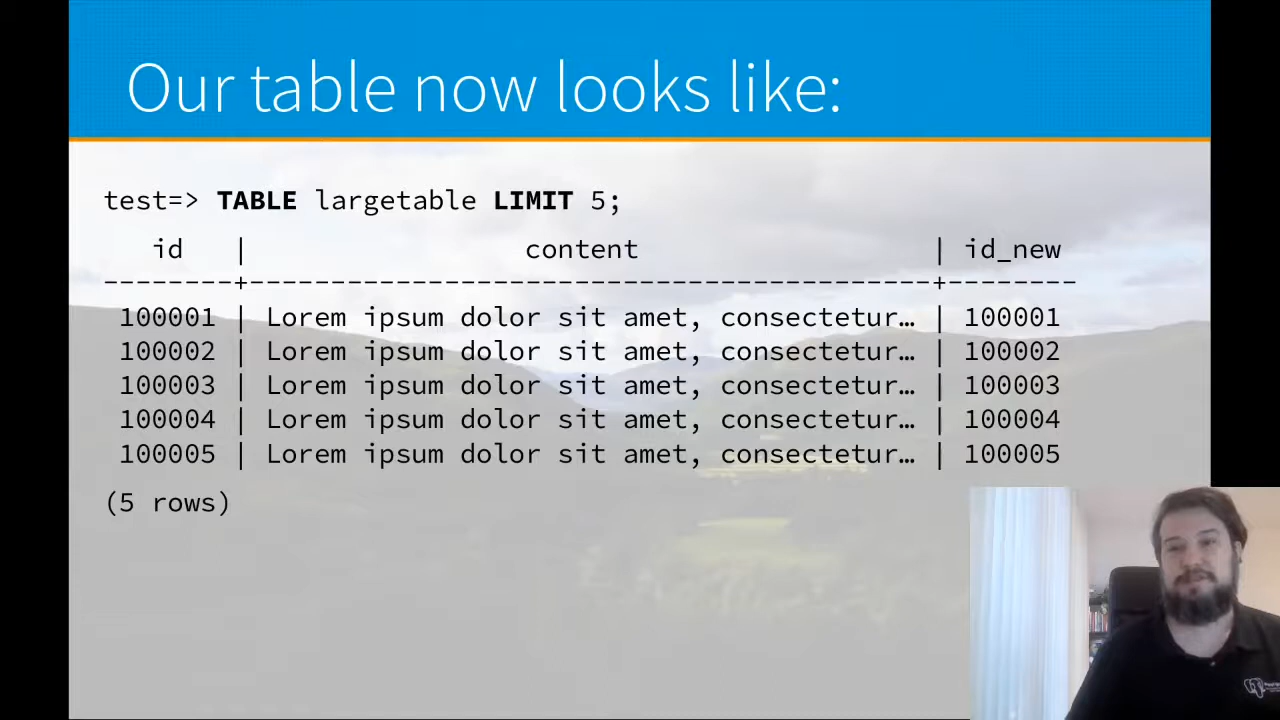 Our table now looks like:
test=> TABLE largetable LIMIT 5;
id | content | id_new
--------+------------------------------------------+--------
100001 | Lorem ipsum dolor sit amet, consectetur… | 100001
100002 | Lorem ipsum dolor sit amet, consectetur… | 100002
100003 | Lorem ipsum dolor sit amet, consectetur… | 100003
100004 | Lorem ipsum dolor sit amet, consectetur… | 100004
100005 | Lorem ipsum dolor sit amet, consectetur… | 100005
(5 rows)